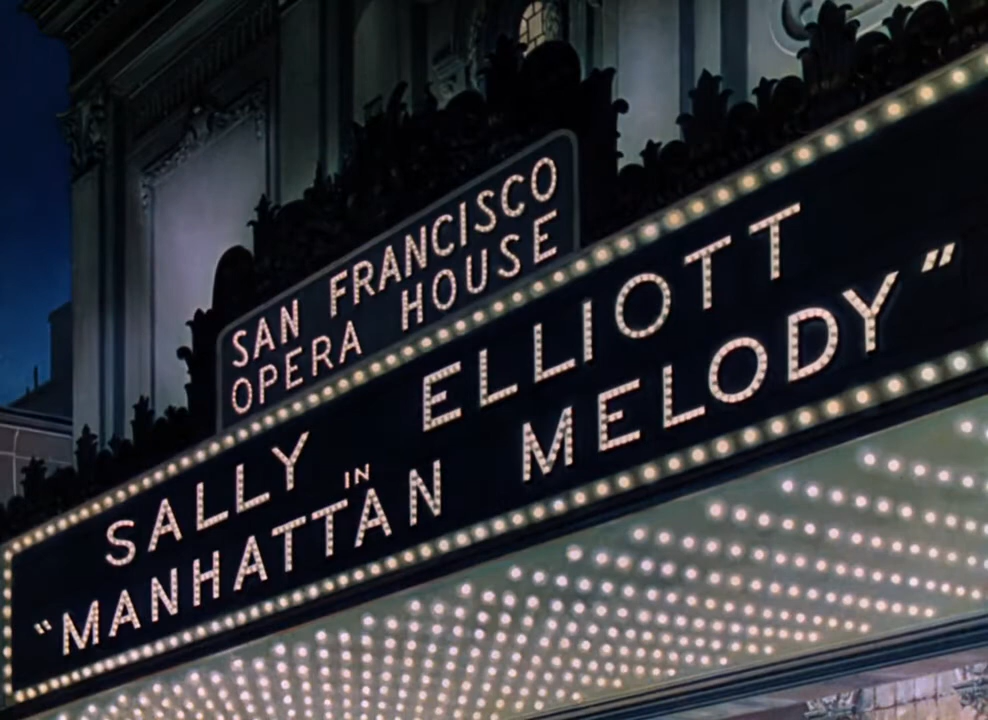 SAN FRANCISCO
OPERA HOUSE
SALLY ELLIOTT
IN
"MANHATTAN MELODY"